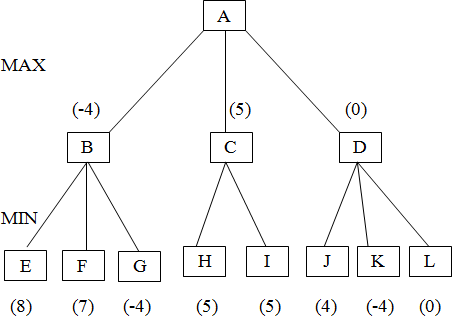 A
MAX
(-4) (5) (0)
B C D
MIN
E F G H I J K L
(8) (7) (-4) (5) (5) (4) (-4) (0)